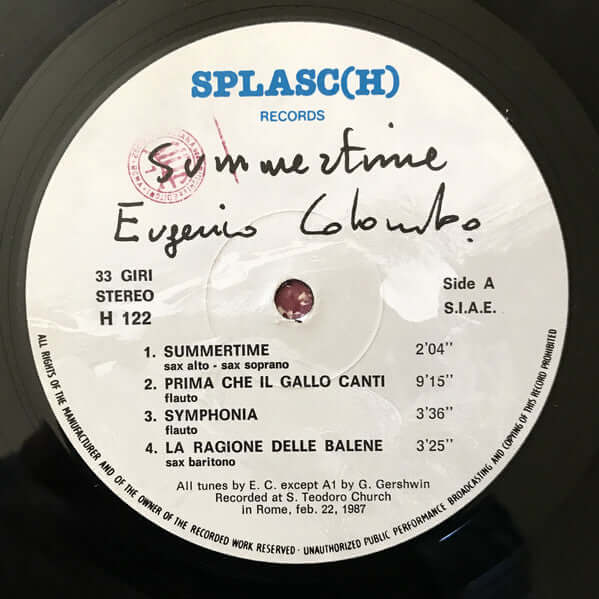 SPLASC(H)
RECORDS
Summertime
Eugenio Colombo
33 GIRI
STEREO
H 122
Side A
S.I.A.E.
1. SUMMERTIME 2'04''
sax alto - sax soprano
2. PRIMA CHE IL GALLO CANTI 9'15''
flauto
3. SYMPHONIA 3'36''
flauto
4. LA RAGIONE DELLE BALENE 3'25''
sax baritono
All tunes by E. C. except A1 by G. Gershwin
Recorded at S. Teodoro Church
in Rome, feb. 22, 1987
ALL RIGHTS OF THE MANUFACTURER AND OF THE OWNER OF THE RECORDED WORK RESERVED - UNAUTHORIZED PUBLIC PERFORMANCE BROADCASTING AND COPYING OF THIS RECORD PROHIBITED